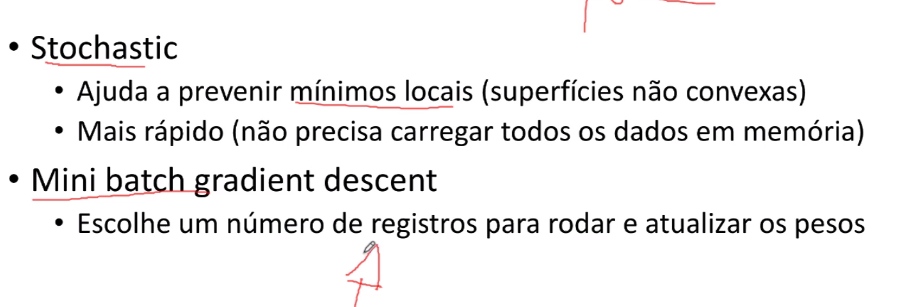 • Stochastic
• Ajuda a prevenir mínimos locais (superfícies não convexas)
• Mais rápido (não precisa carregar todos os dados em memória)
• Mini batch gradient descent
• Escolhe um número de registros para rodar e atualizar os pesos